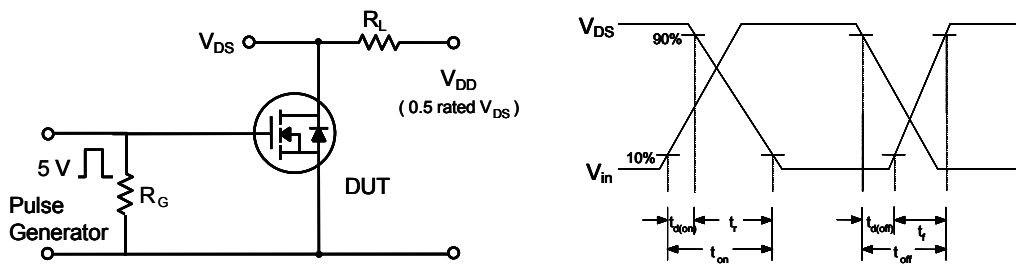 R_L
V_DS
V_DD
( 0.5 rated V_DS )
5 V
R_G
DUT
Pulse
Generator
V_DS
90%
10%
V_in
t_d(on)
t_r
t_on
t_d(off)
t_f
t_off